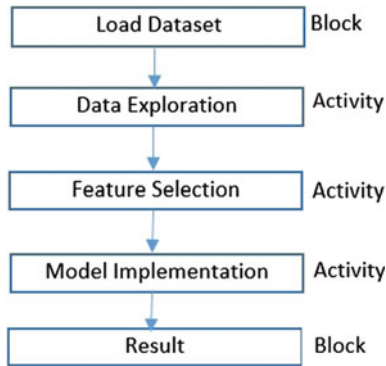 Load Dataset Block
Data Exploration Activity
Feature Selection Activity
Model Implementation Activity
Result Block